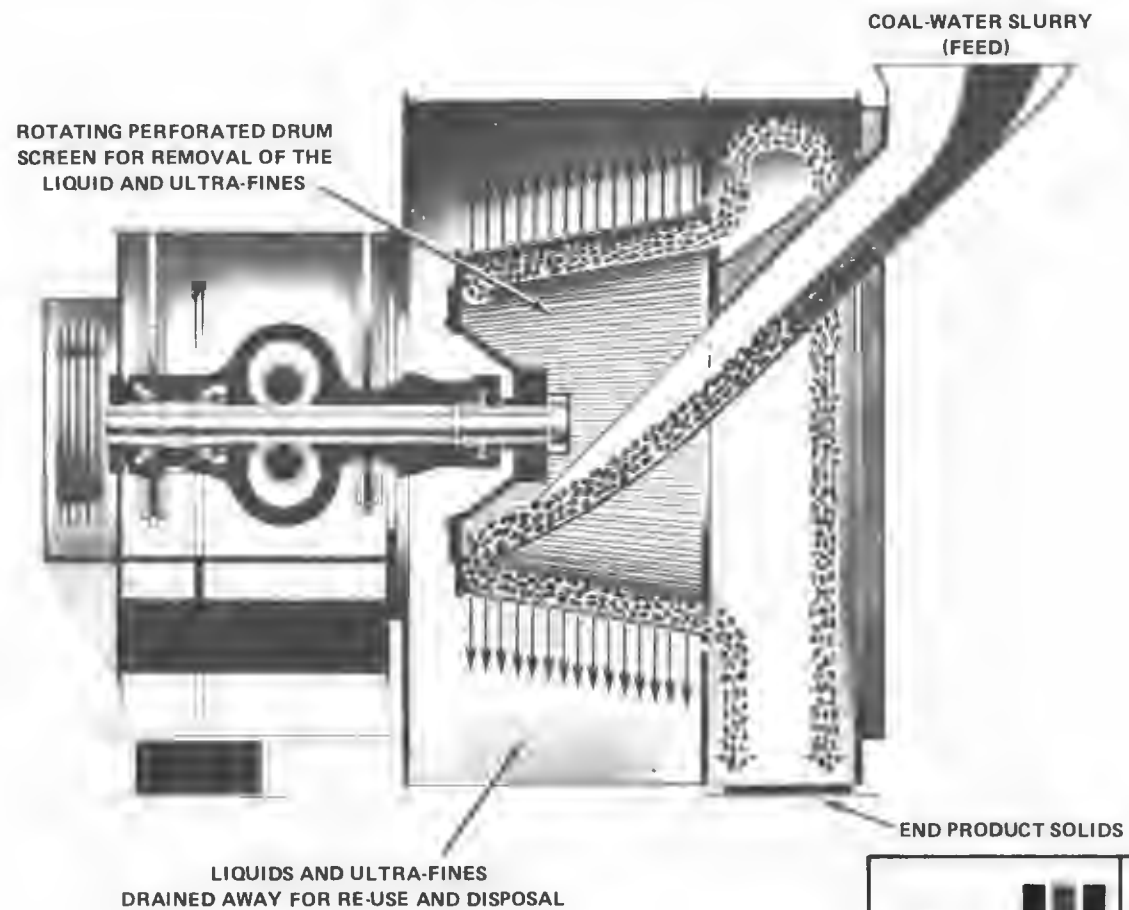 COAL-WATER SLURRY
(FEED)
ROTATING PERFORATED DRUM
SCREEN FOR REMOVAL OF THE
LIQUID AND ULTRA-FINES
END PRODUCT SOLIDS
LIQUIDS AND ULTRA-FINES
DRAINED AWAY FOR RE-USE AND DISPOSAL